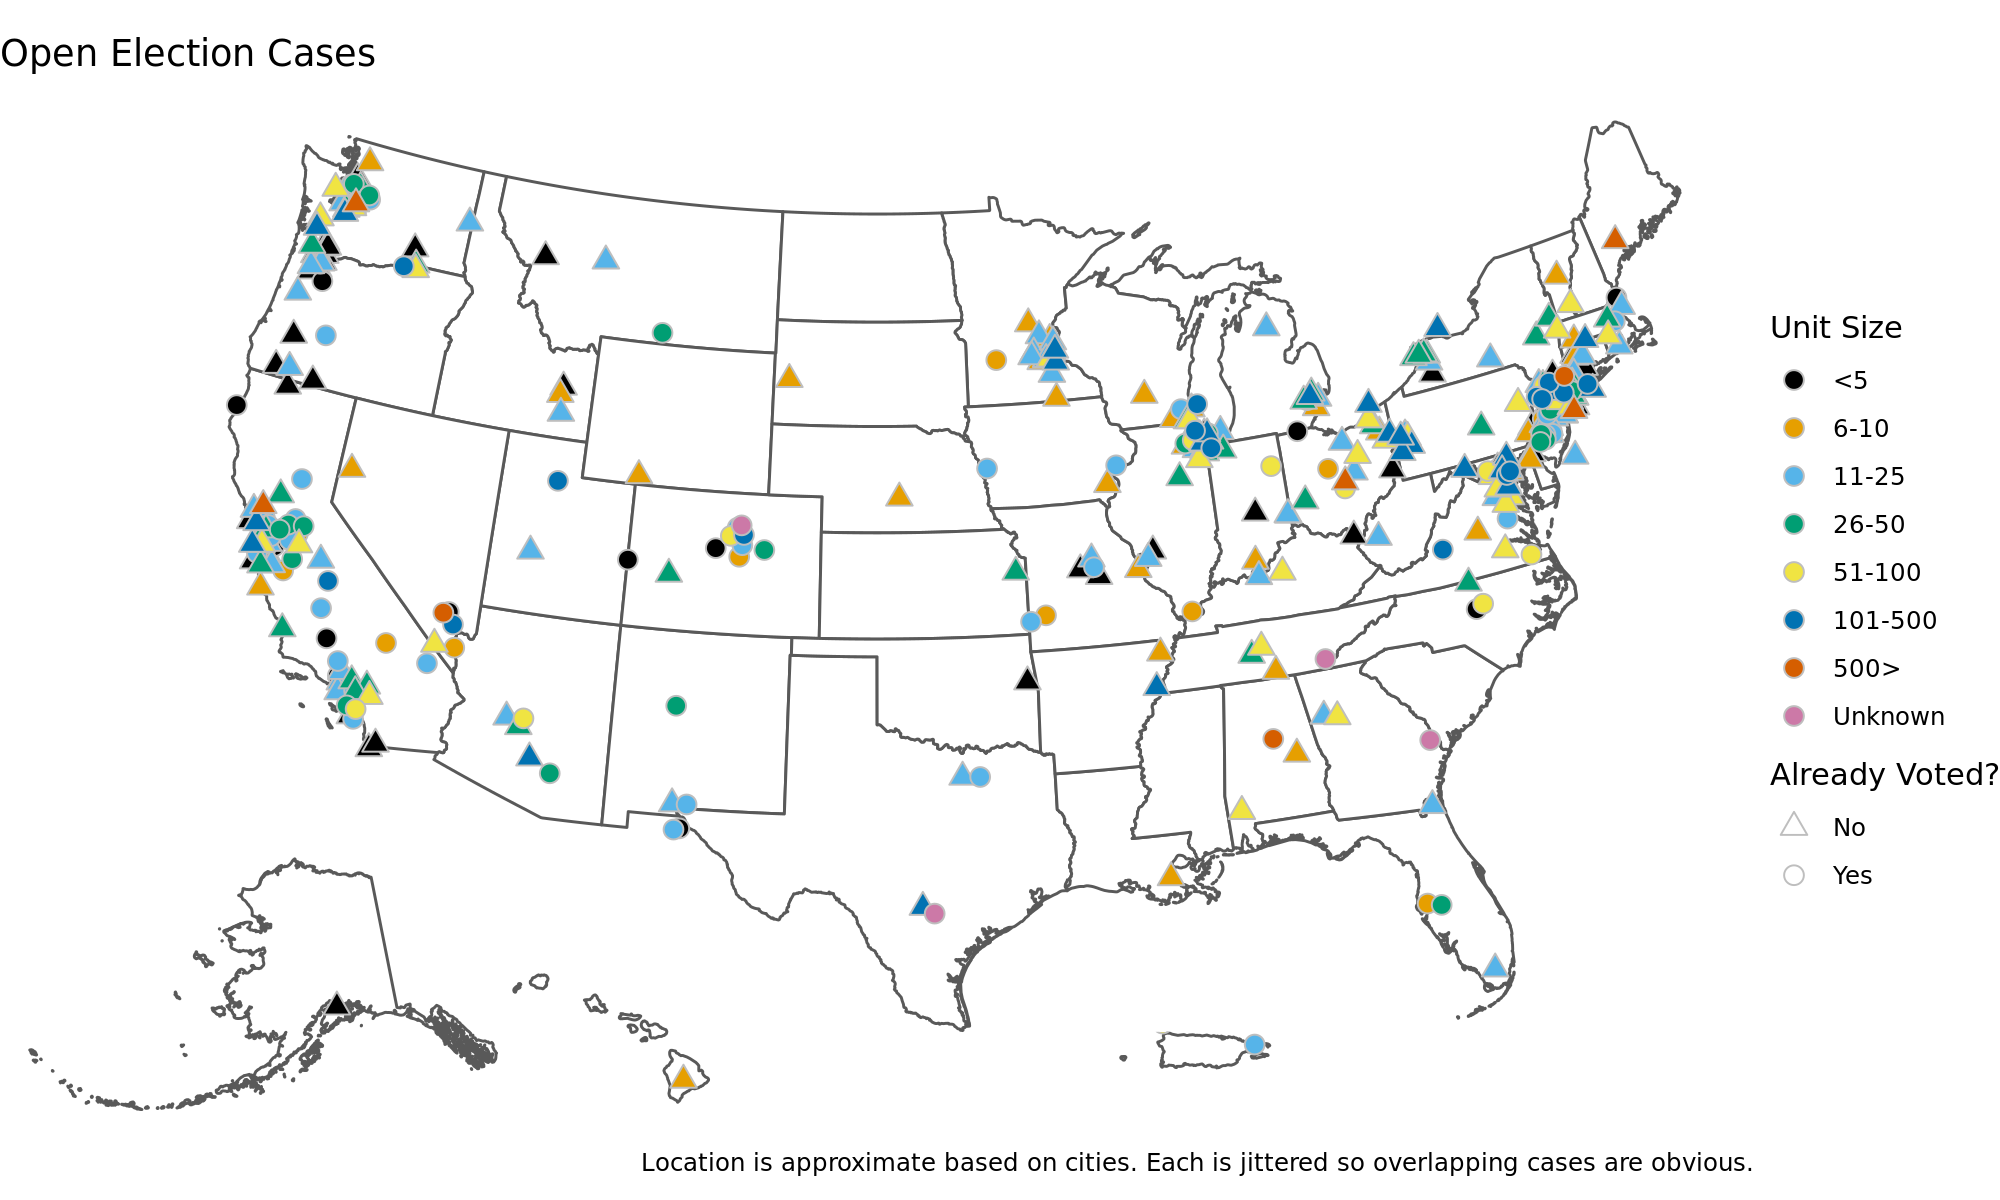 Open Election Cases
Unit Size
<5
6-10
11-25
26-50
51-100
101-500
500>
Unknown
Already Voted?
No
Yes
Location is approximate based on cities. Each is jittered so overlapping cases are obvious.